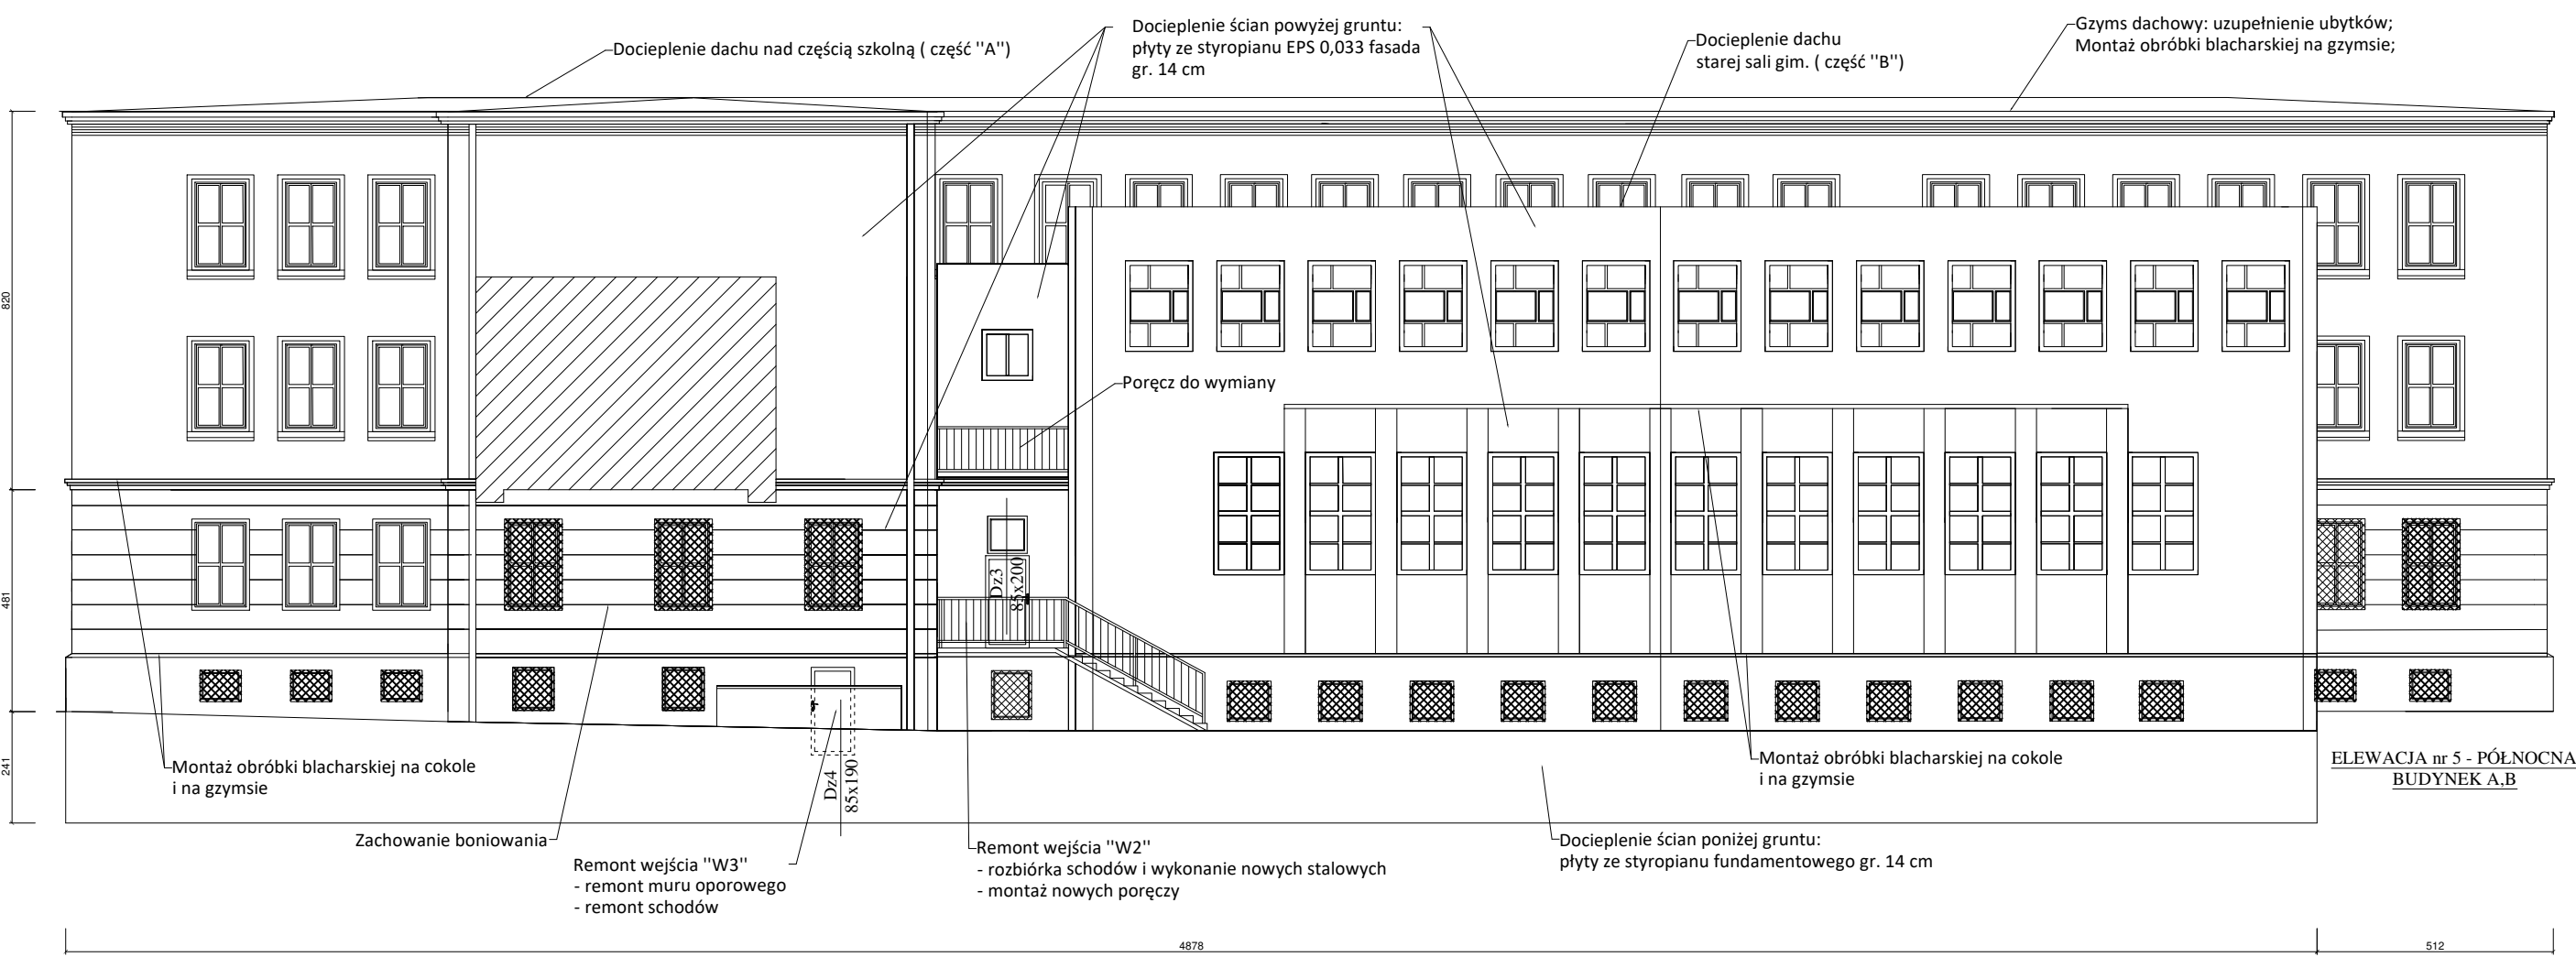 Docieplenie dachu nad częścią szkolną ( część ''A'')
Docieplenie ścian powyżej gruntu:
płyty ze styropianu EPS 0,033 fasada
gr. 14 cm
Docieplenie dachu
starej sali gim. ( część ''B'')
Gzyms dachowy: uzupełnienie ubytków;
Montaż obróbki blacharskiej na gzymsie;
820
Poręcz do wymiany
481
Dz3
85x200
241
Montaż obróbki blacharskiej na cokole
i na gzymsie
Dz4
85x190
Montaż obróbki blacharskiej na cokole
i na gzymsie
ELEWACJA nr 5 - PÓŁNOCNA
BUDYNEK A,B
Zachowanie boniowania
Remont wejścia ''W3''
- remont muru oporowego
- remont schodów
Remont wejścia ''W2''
- rozbiórka schodów i wykonanie nowych stalowych
- montaż nowych poręczy
Docieplenie ścian poniżej gruntu:
płyty ze styropianu fundamentowego gr. 14 cm
4878
512